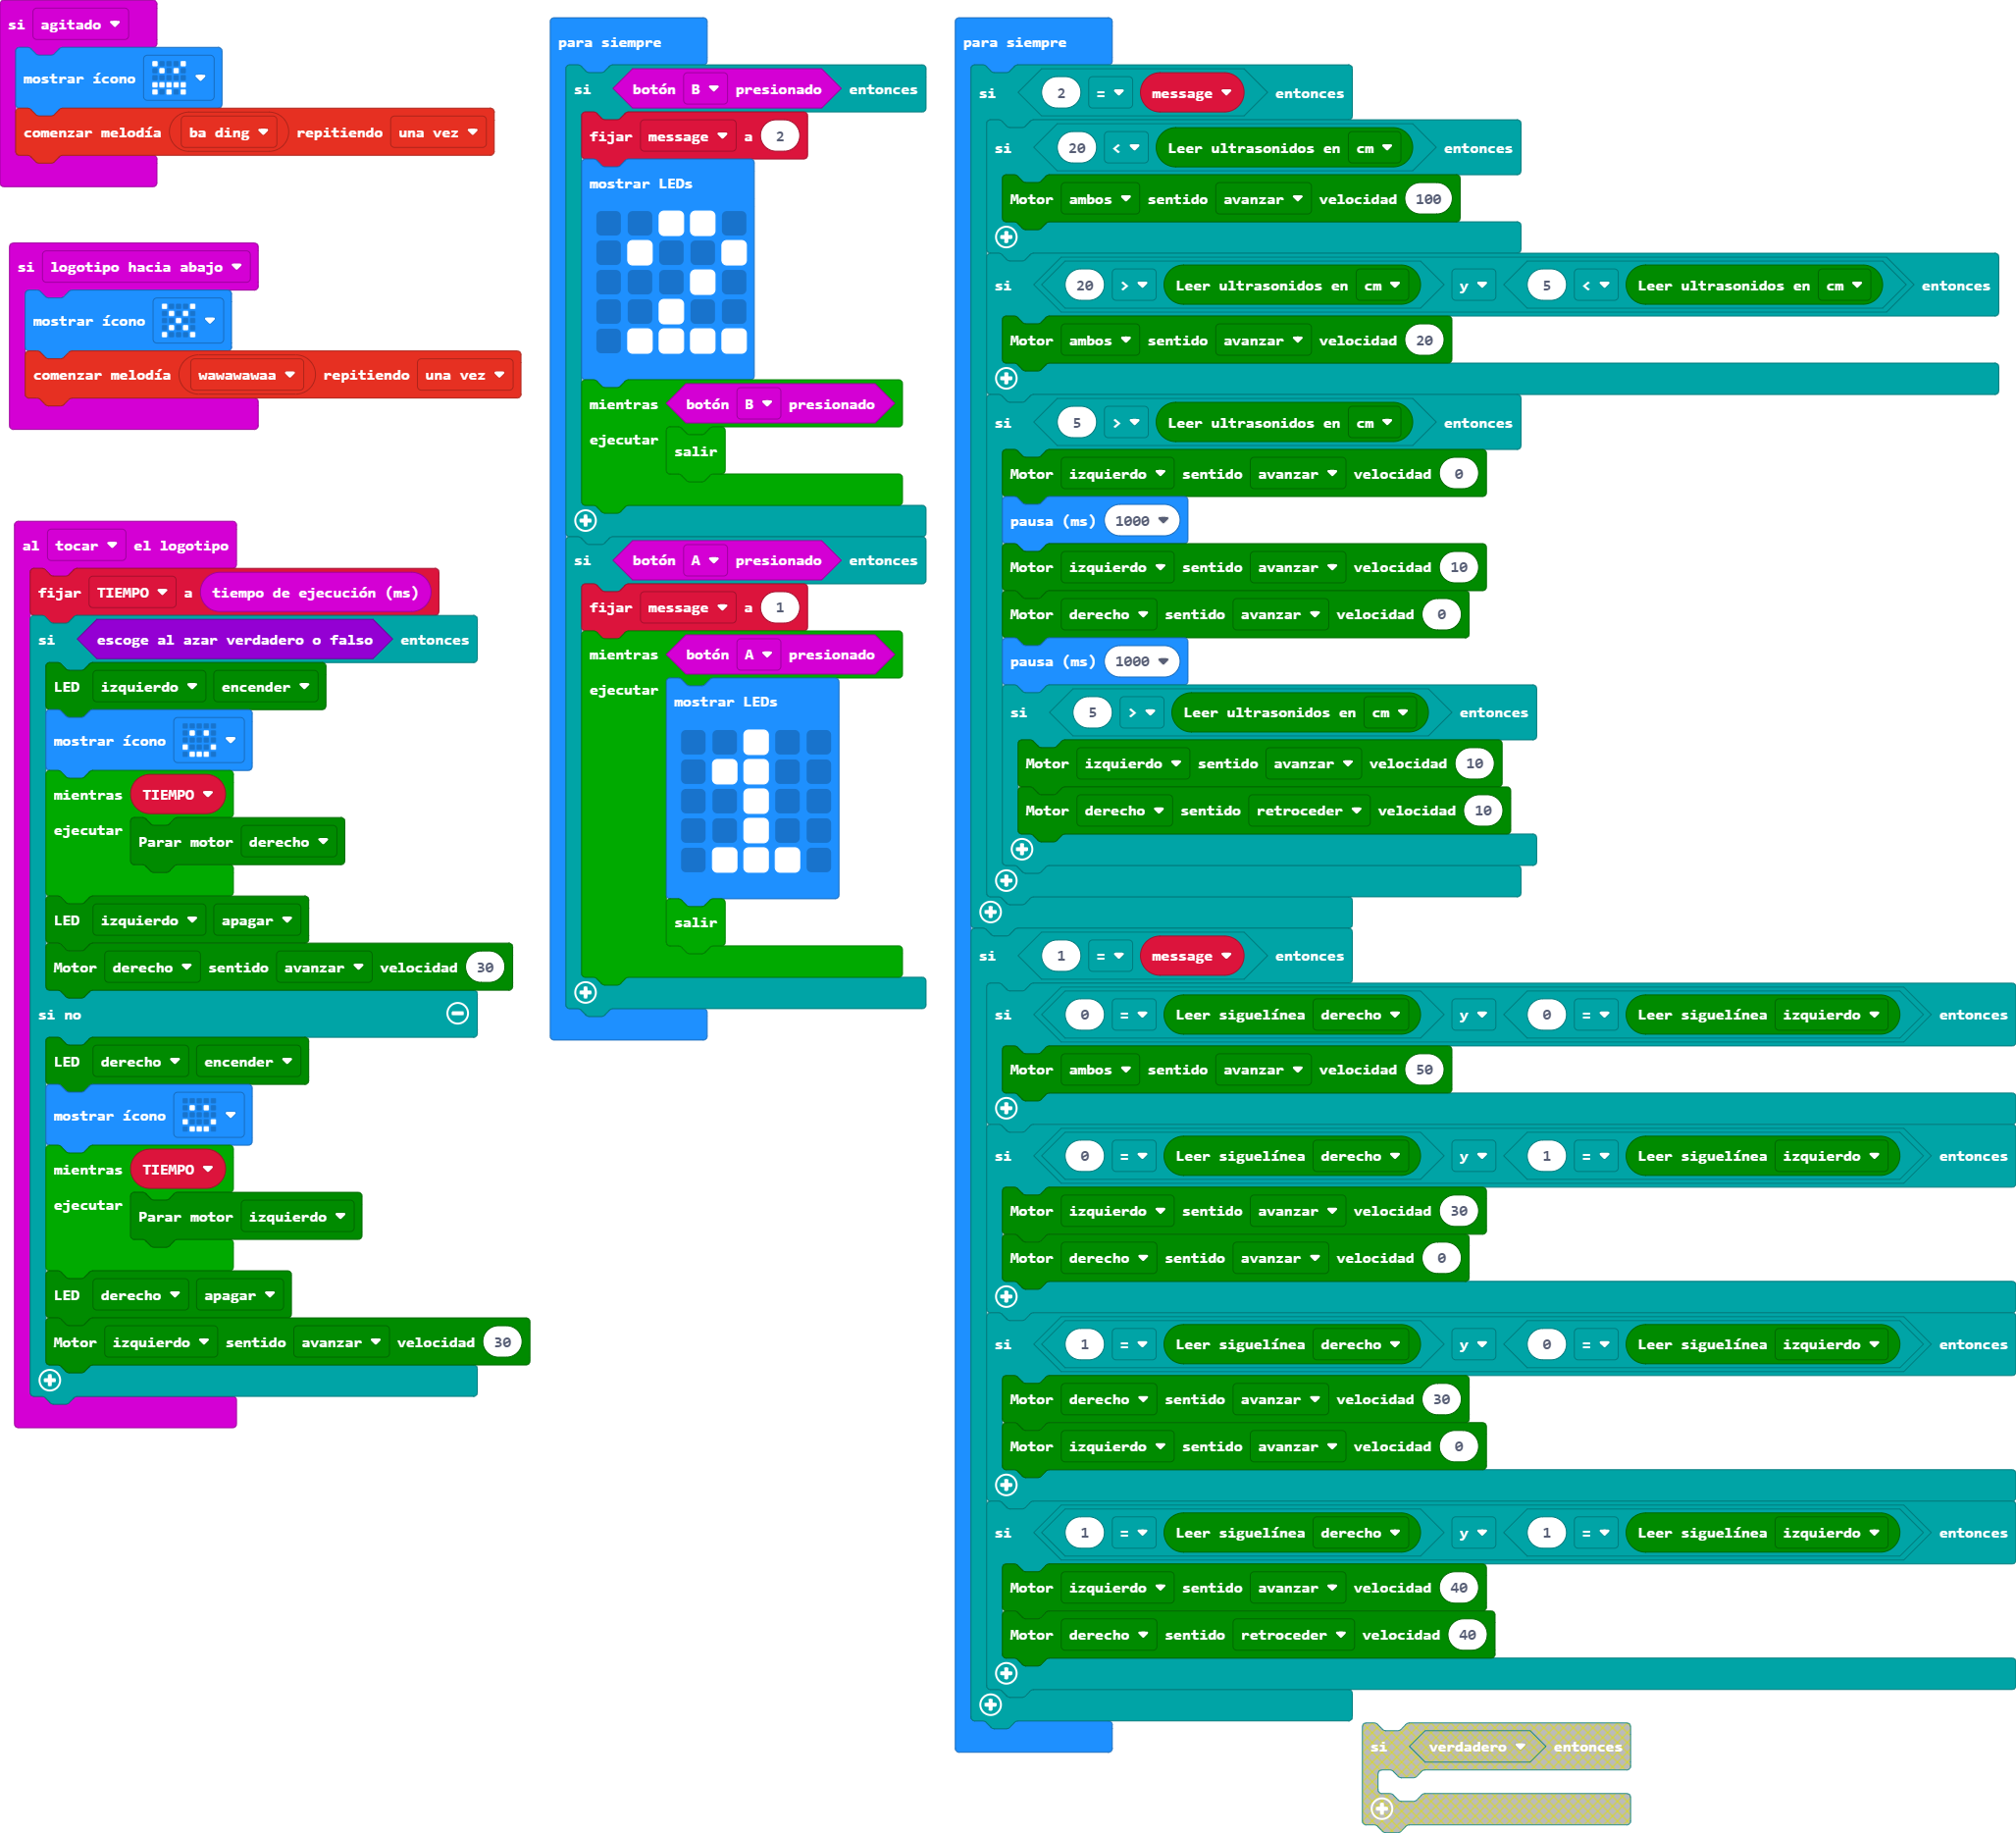 si agitado
mostrar ícono
comenzar melodía ba ding repitiendo una vez
si logotipo hacia abajo
mostrar ícono
comenzar melodía wawawawaa repitiendo una vez
al tocar el logotipo
fijar TIEMPO a tiempo de ejecución (ms)
si escoge al azar verdadero o falso entonces
LED izquierdo encender
mostrar ícono
mientras TIEMPO
ejecutar Parar motor derecho
LED izquierdo apagar
Motor derecho sentido avanzar velocidad 30
si no
LED derecho encender
mostrar ícono
mientras TIEMPO
ejecutar Parar motor izquierdo
LED derecho apagar
Motor izquierdo sentido avanzar velocidad 30
para siempre
si botón B presionado entonces
fijar message a 2
mostrar LEDs
mientras botón B presionado
ejecutar salir
si botón A presionado entonces
fijar message a 1
mientras botón A presionado
ejecutar mostrar LEDs
salir
para siempre
si 2 = message entonces
si 20 < Leer ultrasonidos en cm entonces
Motor ambos sentido avanzar velocidad 100
si 20 > Leer ultrasonidos en cm y 5 < Leer ultrasonidos en cm entonces
Motor ambos sentido avanzar velocidad 20
si 5 > Leer ultrasonidos en cm entonces
Motor izquierdo sentido avanzar velocidad 0
pausa (ms) 1000
Motor izquierdo sentido avanzar velocidad 10
Motor derecho sentido avanzar velocidad 0
pausa (ms) 1000
si 5 > Leer ultrasonidos en cm entonces
Motor izquierdo sentido avanzar velocidad 10
Motor derecho sentido retroceder velocidad 10
si 1 = message entonces
si 0 = Leer siguelínea derecho y 0 = Leer siguelínea izquierdo entonces
Motor ambos sentido avanzar velocidad 50
si 0 = Leer siguelínea derecho y 1 = Leer siguelínea izquierdo entonces
Motor izquierdo sentido avanzar velocidad 30
Motor derecho sentido avanzar velocidad 0
si 1 = Leer siguelínea derecho y 0 = Leer siguelínea izquierdo entonces
Motor derecho sentido avanzar velocidad 30
Motor izquierdo sentido avanzar velocidad 0
si 1 = Leer siguelínea derecho y 1 = Leer siguelínea izquierdo entonces
Motor izquierdo sentido avanzar velocidad 40
Motor derecho sentido retroceder velocidad 40
si verdadero entonces